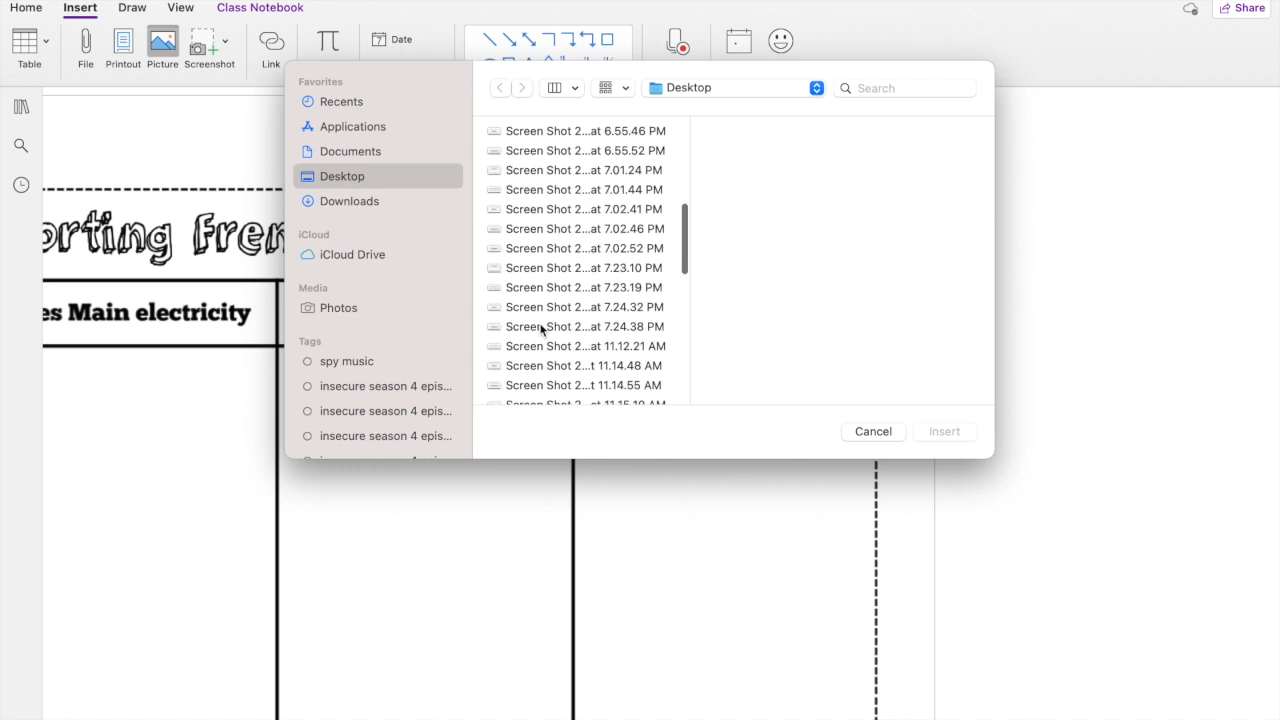 Home Insert Draw View Class Notebook Share
Table File Printout Picture Screenshot Link Date
Favorites
Recents
Applications
Documents
Desktop
Downloads
iCloud
iCloud Drive
Media
Photos
Tags
spy music
insecure season 4 epis...
insecure season 4 epis...
insecure season 4 epis...
Desktop
Search
Screen Shot 2...at 6.55.46 PM
Screen Shot 2...at 6.55.52 PM
Screen Shot 2...at 7.01.24 PM
Screen Shot 2...at 7.01.44 PM
Screen Shot 2...at 7.02.41 PM
Screen Shot 2...at 7.02.46 PM
Screen Shot 2...at 7.02.52 PM
Screen Shot 2...at 7.23.10 PM
Screen Shot 2...at 7.23.19 PM
Screen Shot 2...at 7.24.32 PM
Screen Shot 2...at 7.24.38 PM
Screen Shot 2...at 11.12.21 AM
Screen Shot 2...t 11.14.48 AM
Screen Shot 2...t 11.14.55 AM
Screen Shot 2...at 11.15.10 AM
Cancel Insert
orting Fren
es Main electricity